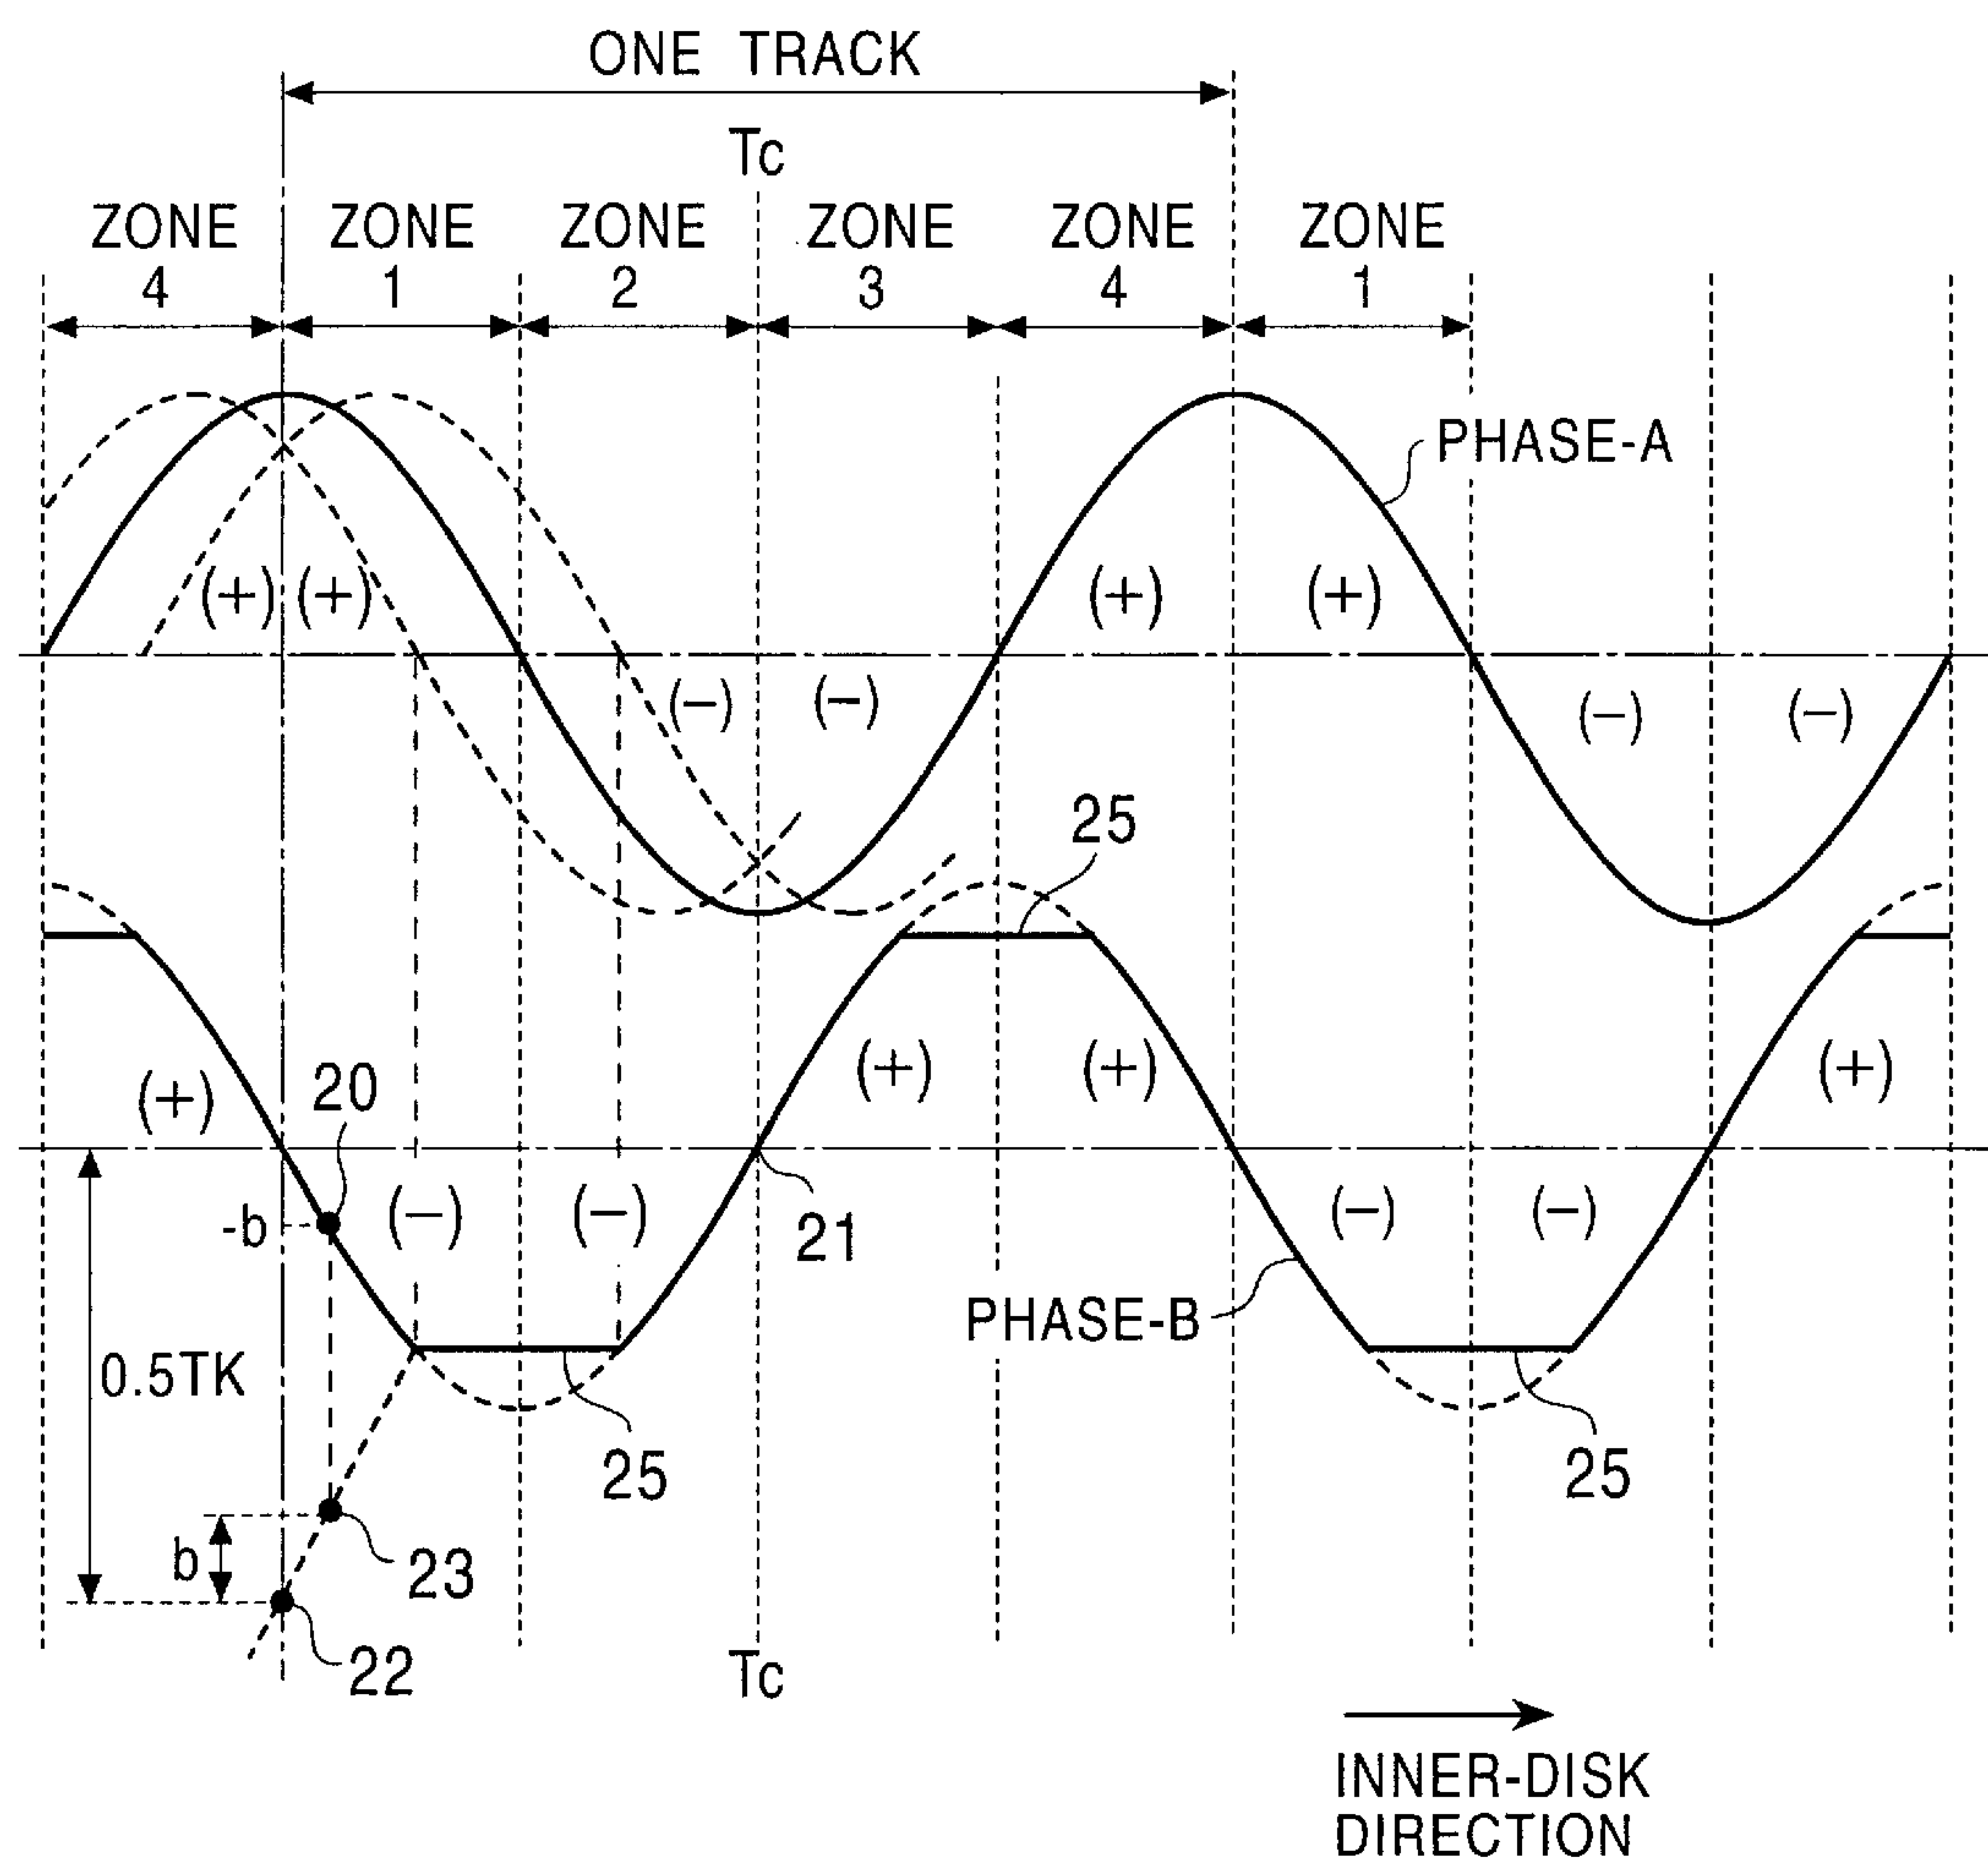 ONE TRACK
Tc
ZONE ZONE ZONE ZONE ZONE ZONE
4 1 2 3 4 1
PHASE-A
(+) (+) (+) (+)
(−) (−) (−) (−)
25
(+) 20 (+) (+) (+)
-b (−) (−) 21 (−) (−)
PHASE-B
0.5TK
25 25
b 23
22
Tc
INNER-DISK
DIRECTION